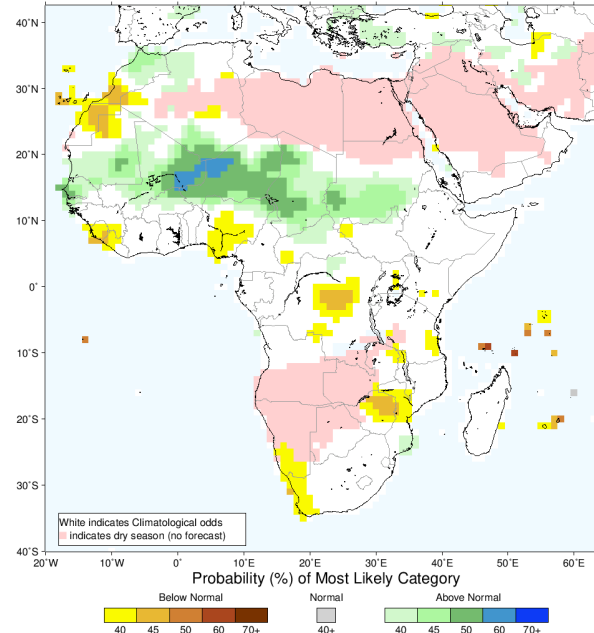 40˚N
30˚N
20˚N
10˚N
0˚
10˚S
20˚S
30˚S
40˚S
White indicates Climatological odds
indicates dry season (no forecast)
20˚W 10˚W 0˚ 10˚E 20˚E 30˚E 40˚E 50˚E 60˚E
Probability (%) of Most Likely Category
Below Normal Normal Above Normal
40 45 50 60 70+ 40+ 40 45 50 60 70+